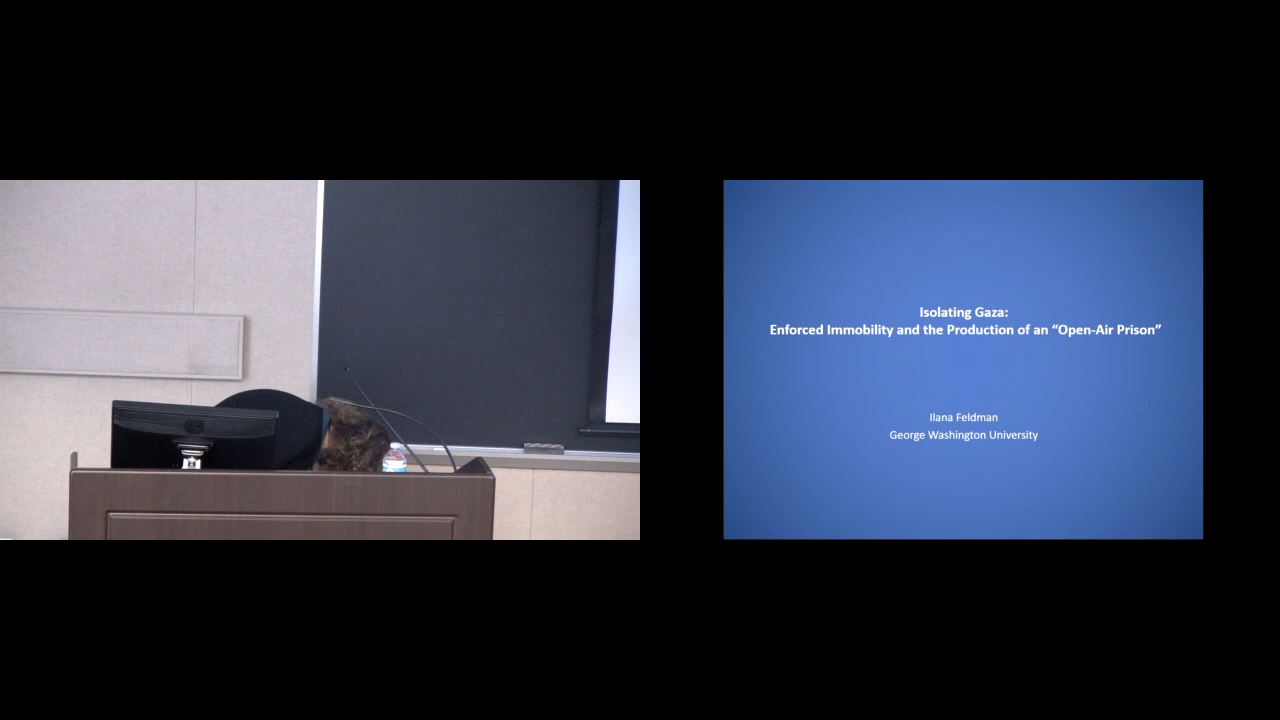 Isolating Gaza:
Enforced Immobility and the Production of an “Open-Air Prison”
Ilana Feldman
George Washington University